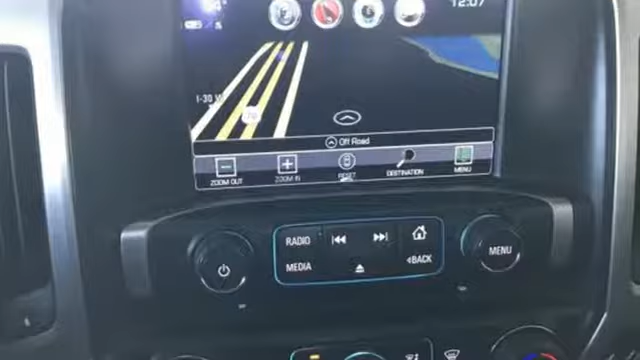 12:07
I-30 W
Off Road
ZOOM OUT
ZOOM IN
RESET
DESTINATION
MENU
RADIO
MEDIA
BACK
MENU